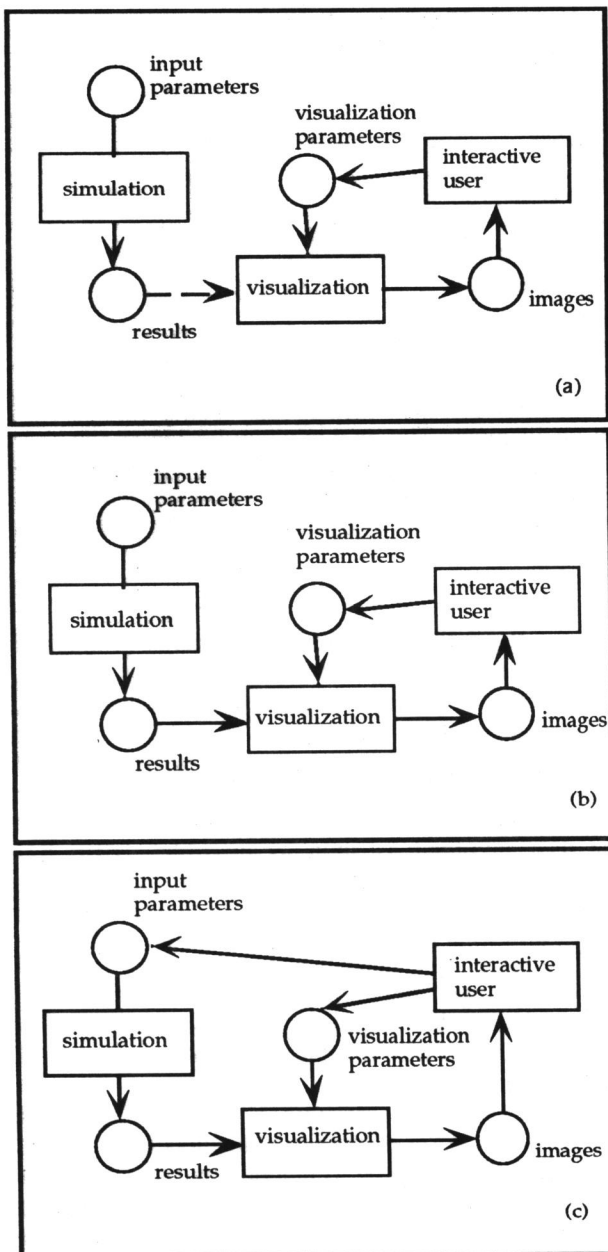 input
parameters
visualization
parameters
interactive
user
simulation
visualization
images
results
(a)
input
parameters
visualization
parameters
interactive
user
simulation
visualization
images
results
(b)
input
parameters
interactive
user
simulation
visualization
parameters
visualization
images
results
(c)